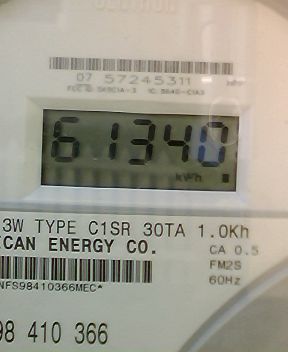 07 57245311
61340
kWh
3W TYPE C1SR 30TA 1.0Kh
ICAN ENERGY CO.
CA 0.5
FM2S
60Hz
NFS98410366MEC*
98 410 366